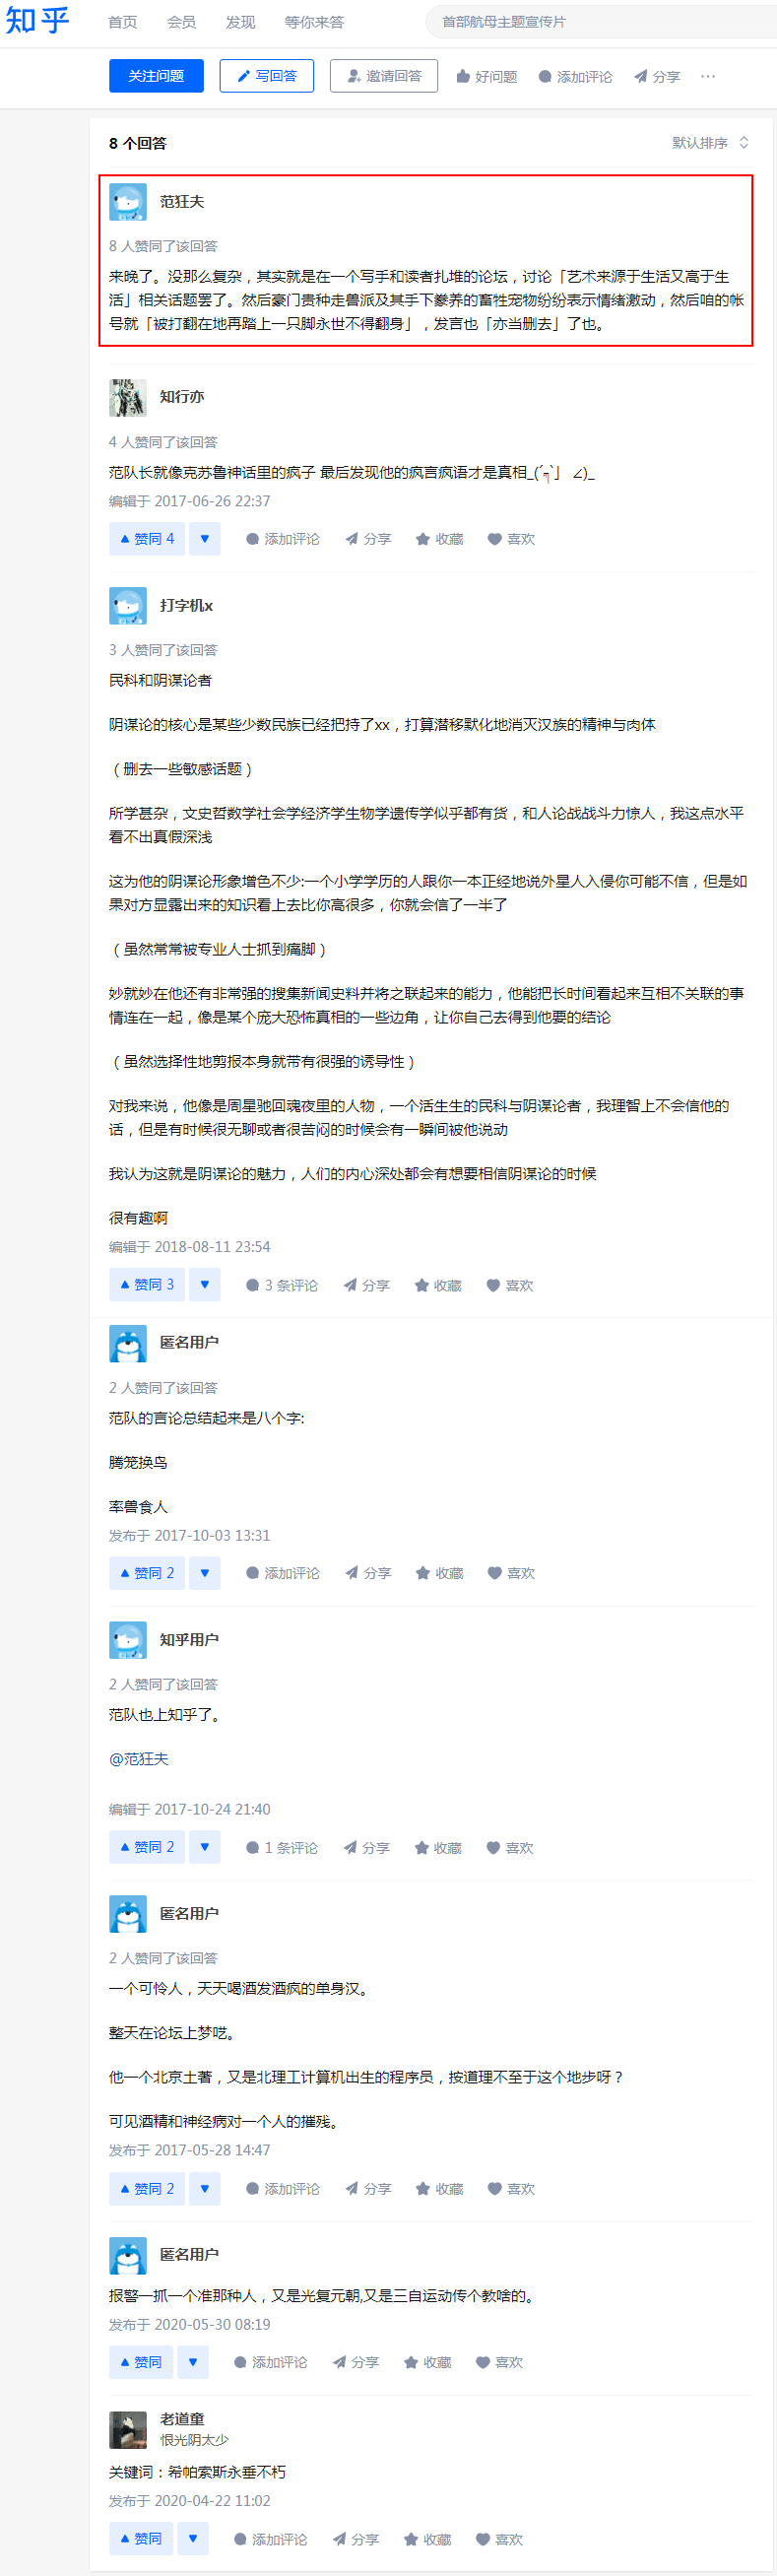 知乎 首页 会员 发现 等你来答 首部航母主题宣传片
关注问题 写回答 邀请回答 好问题 添加评论 分享 ···
8 个回答 默认排序
范狂夫
8 人赞同了该回答
来晚了。没那么复杂，其实就是在一个写手和读者扎堆的论坛，讨论「艺术来源于生活又高于生
活」相关话题罢了。然后豪门贵种走兽派及其手下豢养的畜牲宠物纷纷表示情绪激动，然后咱的帐
号就「被打翻在地再踏上一只脚永世不得翻身」，发言也「亦当删去」了也。
知行亦
4 人赞同了该回答
范队长就像克苏鲁神话里的疯子 最后发现他的疯言疯语才是真相_(´ཀ`」 ∠)_
编辑于 2017-06-26 22:37
赞同 4 添加评论 分享 收藏 喜欢
打字机x
3 人赞同了该回答
民科和阴谋论者
阴谋论的核心是某些少数民族已经把持了xx，打算潜移默化地消灭汉族的精神与肉体
（删去一些敏感话题）
所学甚杂，文史哲数学社会学经济学生物学遗传学似乎都有货，和人论战战斗力惊人，我这点水平
看不出真假深浅
这为他的阴谋论形象增色不少:一个小学学历的人跟你一本正经地说外星人入侵你可能不信，但是如
果对方显露出来的知识看上去比你高很多，你就会信了一半了
（虽然常常被专业人士抓到痛脚）
妙就妙在他还有非常强的搜集新闻史料并将之联起来的能力，他能把长时间看起来互相不关联的事
情连在一起，像是某个庞大恐怖真相的一些边角，让你自己去得到他要的结论
（虽然选择性地剪报本身就带有很强的诱导性）
对我来说，他像是周星驰回魂夜里的人物，一个活生生的民科与阴谋论者，我理智上不会信他的
话，但是有时候很无聊或者很苦闷的时候会有一瞬间被他说动
我认为这就是阴谋论的魅力，人们的内心深处都会有想要相信阴谋论的时候
很有趣啊
编辑于 2018-08-11 23:54
赞同 3 3 条评论 分享 收藏 喜欢
匿名用户
2 人赞同了该回答
范队的言论总结起来是八个字:
腾笼换鸟
率兽食人
发布于 2017-10-03 13:31
赞同 2 添加评论 分享 收藏 喜欢
知乎用户
2 人赞同了该回答
范队也上知乎了。
@范狂夫
编辑于 2017-10-24 21:40
赞同 2 1 条评论 分享 收藏 喜欢
匿名用户
2 人赞同了该回答
一个可怜人，天天喝酒发酒疯的单身汉。
整天在论坛上梦呓。
他一个北京土著，又是北理工计算机出生的程序员，按道理不至于这个地步呀？
可见酒精和神经病对一个人的摧残。
发布于 2017-05-28 14:47
赞同 2 添加评论 分享 收藏 喜欢
匿名用户
报警一抓一个准那种人，又是光复元朝,又是三自运动传个教啥的。
发布于 2020-05-30 08:19
赞同 添加评论 分享 收藏 喜欢
老道童
恨光阴太少
关键词：希帕索斯永垂不朽
发布于 2020-04-22 11:02
赞同 添加评论 分享 收藏 喜欢